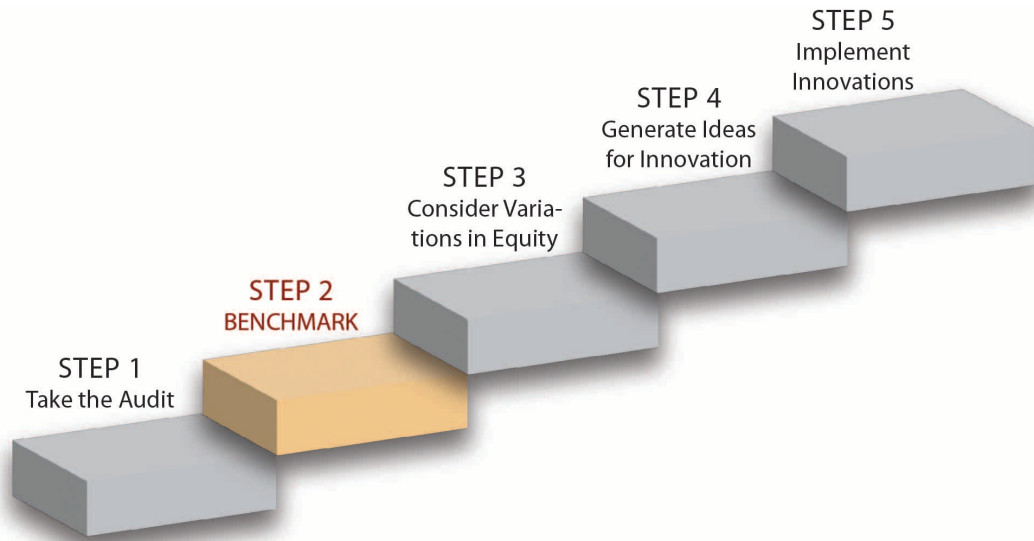 STEP 1
Take the Audit
STEP 2
BENCHMARK
STEP 3
Consider Varia-
tions in Equity
STEP 4
Generate Ideas
for Innovation
STEP 5
Implement
Innovations